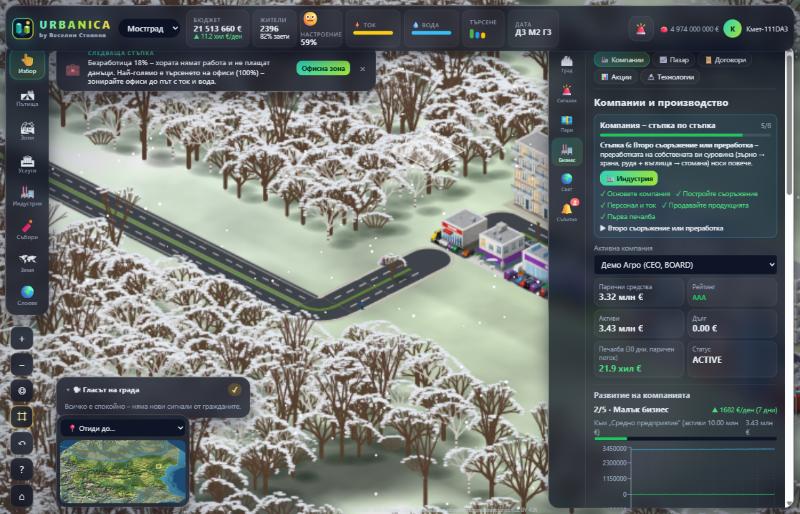 URBANICA
by Веселин Стоянов
Мостград
БЮДЖЕТ
21 513 660 €
▲ 11.2 хил €/ден
ЖИТЕЛИ
2396
82% заети
НАСТРОЕНИЕ
59%
ТОК
ВОДА
ТЪРСЕНЕ
ДАТА
Д3 М2 Г3
4 974 000 000 €
К
Кмет-111DA3
СЛЕДВАЩА СТЪПКА
Безработица 18% – хората нямат работа и не плащат
данъци. Най-голямо е търсенето на офиси (100%) –
зонирайте офиси до път с ток и вода.
Офисна зона
×
Избор
Пътища
Зони
Услуги
Индустрия
Събори
Земя
Слоеве
+
−
?
Гласът на града
Всичко е спокойно – няма нови сигнали от гражданите.
Отиди до...
Град
Сигнали
Пари
Бизнес
Свят
Събития
2
Компании
Пазар
Договори
Акции
Технологии
Компании и производство
Компания – стъпка по стъпка
5/6
Стъпка 6: Второ съоръжение или преработка –
преработката на собствената ви суровина (зърно →
храна, руда + въглища → стомана) носи повече.
Индустрия
✓ Основете компания ✓ Постройте съоръжение
✓ Персонал и ток ✓ Продавайте продукцията
✓ Първа печалба
▶ Второ съоръжение или преработка
Активна компания
Демо Агро (CEO, BOARD)
Парични средства
3.32 млн €
Рейтинг
AAA
Активи
3.43 млн €
Дълг
0.00 €
Печалба (30 дни, паричен
поток)
21.9 хил €
Статус
ACTIVE
Развитие на компанията
2/5 · Малък бизнес
▲ 1682 €/ден (7 дни)
Към „Средно предприятие“ (активи 10.00 млн
€)
3.43 млн
€
3450000
2300000
1150000
0